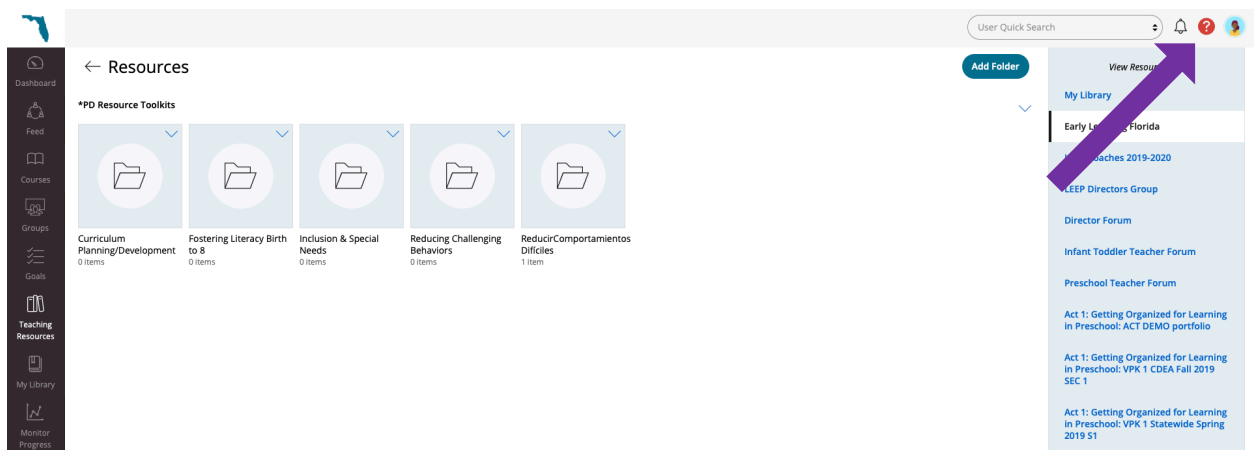 User Quick Search
?
Dashboard
Feed
Courses
Groups
Goals
Teaching
Resources
My Library
Monitor
Progress
← Resources
Add Folder
*PD Resource Toolkits
Curriculum
Planning/Development
0 items
Fostering Literacy Birth
to 8
0 items
Inclusion & Special
Needs
0 items
Reducing Challenging
Behaviors
0 items
ReducirComportamientos
Difíciles
1 item
View
My Library
Early Florida
2019-2020
LEEP Directors Group
Director Forum
Infant Toddler Teacher Forum
Preschool Teacher Forum
Act 1: Getting Organized for Learning
in Preschool: ACT DEMO portfolio
Act 1: Getting Organized for Learning
in Preschool: VPK 1 CDEA Fall 2019
SEC 1
Act 1: Getting Organized for Learning
in Preschool: VPK 1 Statewide Spring
2019 S1